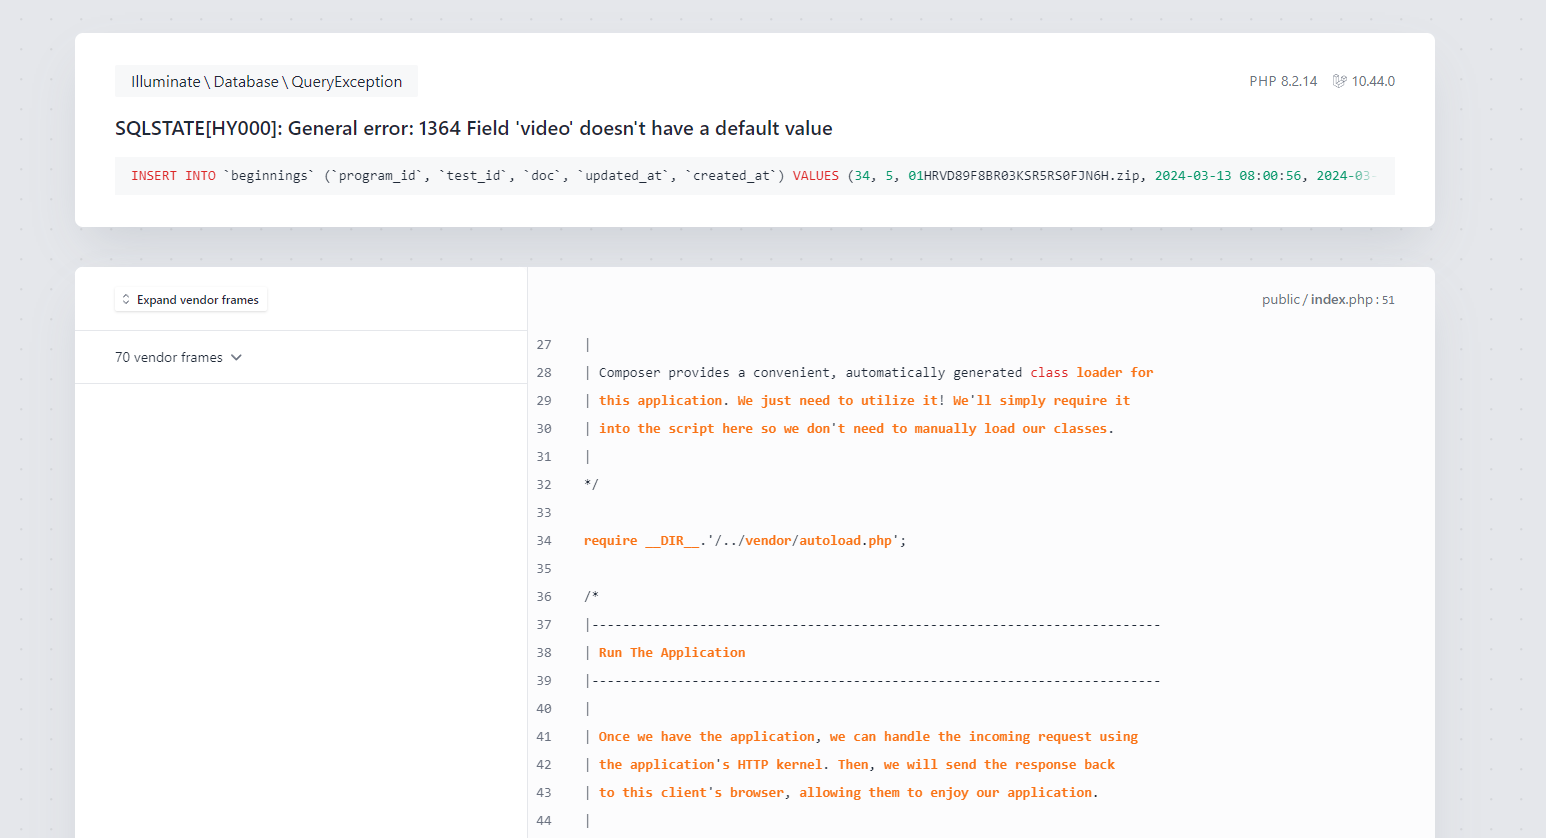 Illuminate \ Database \ QueryException
PHP 8.2.14 10.44.0
SQLSTATE[HY000]: General error: 1364 Field 'video' doesn't have a default value
INSERT INTO `beginnings` (`program_id`, `test_id`, `doc`, `updated_at`, `created_at`) VALUES (34, 5, 01HRVD89F8BR03KSR5RS0FJN6H.zip, 2024-03-13 08:00:56, 2024-03-
Expand vendor frames
public / index.php : 51
70 vendor frames
27 |
28 | Composer provides a convenient, automatically generated class loader for
29 | this application. We just need to utilize it! We'll simply require it
30 | into the script here so we don't need to manually load our classes.
31 |
32 */
33
34 require __DIR__.'/../vendor/autoload.php';
35
36 /*
37 |--------------------------------------------------------------------------
38 | Run The Application
39 |--------------------------------------------------------------------------
40 |
41 | Once we have the application, we can handle the incoming request using
42 | the application's HTTP kernel. Then, we will send the response back
43 | to this client's browser, allowing them to enjoy our application.
44 |